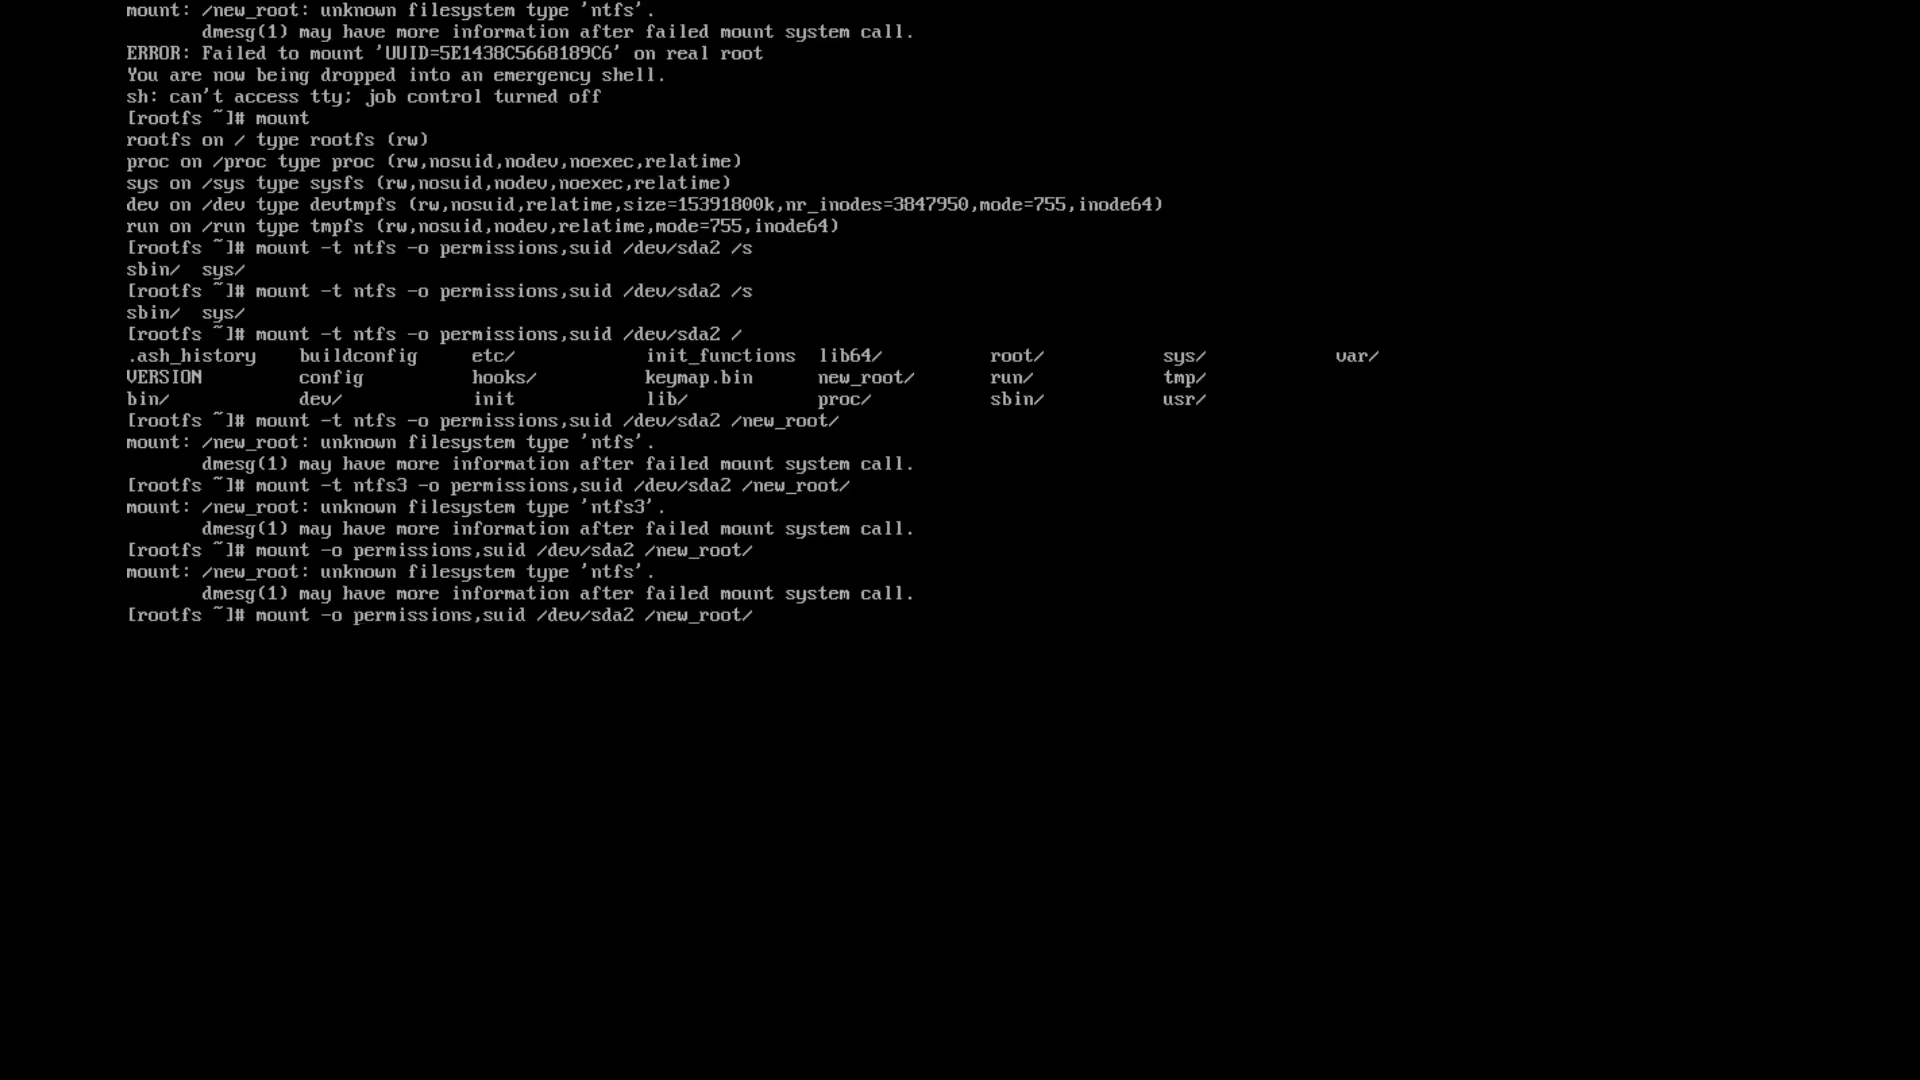 mount: /new_root: unknown filesystem type 'ntfs'.
dmesg(1) may have more information after failed mount system call.
ERROR: Failed to mount 'UUID=5E1438C5668189C6' on real root
You are now being dropped into an emergency shell.
sh: can't access tty; job control turned off
[rootfs ~]# mount
rootfs on / type rootfs (rw)
proc on /proc type proc (rw,nosuid,nodev,noexec,relatime)
sys on /sys type sysfs (rw,nosuid,nodev,noexec,relatime)
dev on /dev type devtmpfs (rw,nosuid,relatime,size=15391800k,nr_inodes=3847950,mode=755,inode64)
run on /run type tmpfs (rw,nosuid,nodev,relatime,mode=755,inode64)
[rootfs ~]# mount -t ntfs -o permissions,suid /dev/sda2 /s
sbin/  sys/
[rootfs ~]# mount -t ntfs -o permissions,suid /dev/sda2 /s
sbin/  sys/
[rootfs ~]# mount -t ntfs -o permissions,suid /dev/sda2 /
.ash_history    buildconfig     etc/            init_functions  lib64/          root/           sys/            var/
VERSION         config          hooks/          keymap.bin      new_root/       run/            tmp/
bin/            dev/            init            lib/            proc/           sbin/           usr/
[rootfs ~]# mount -t ntfs -o permissions,suid /dev/sda2 /new_root/
mount: /new_root: unknown filesystem type 'ntfs'.
dmesg(1) may have more information after failed mount system call.
[rootfs ~]# mount -t ntfs3 -o permissions,suid /dev/sda2 /new_root/
mount: /new_root: unknown filesystem type 'ntfs3'.
dmesg(1) may have more information after failed mount system call.
[rootfs ~]# mount -o permissions,suid /dev/sda2 /new_root/
mount: /new_root: unknown filesystem type 'ntfs'.
dmesg(1) may have more information after failed mount system call.
[rootfs ~]# mount -o permissions,suid /dev/sda2 /new_root/